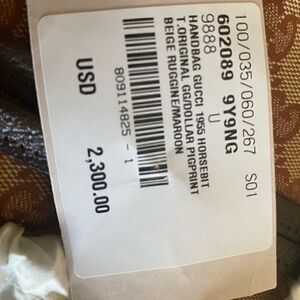 100/035/060/267 S01
602089 9Y9NG
U
9888
HANDBAG GUCCI 1955 HORSEBIT
T.ORIGINAL GG/DOLLAR PIGPRINT
BEIGE RUGGINE/MAROON
809114825 - 1
USD 2,300.00